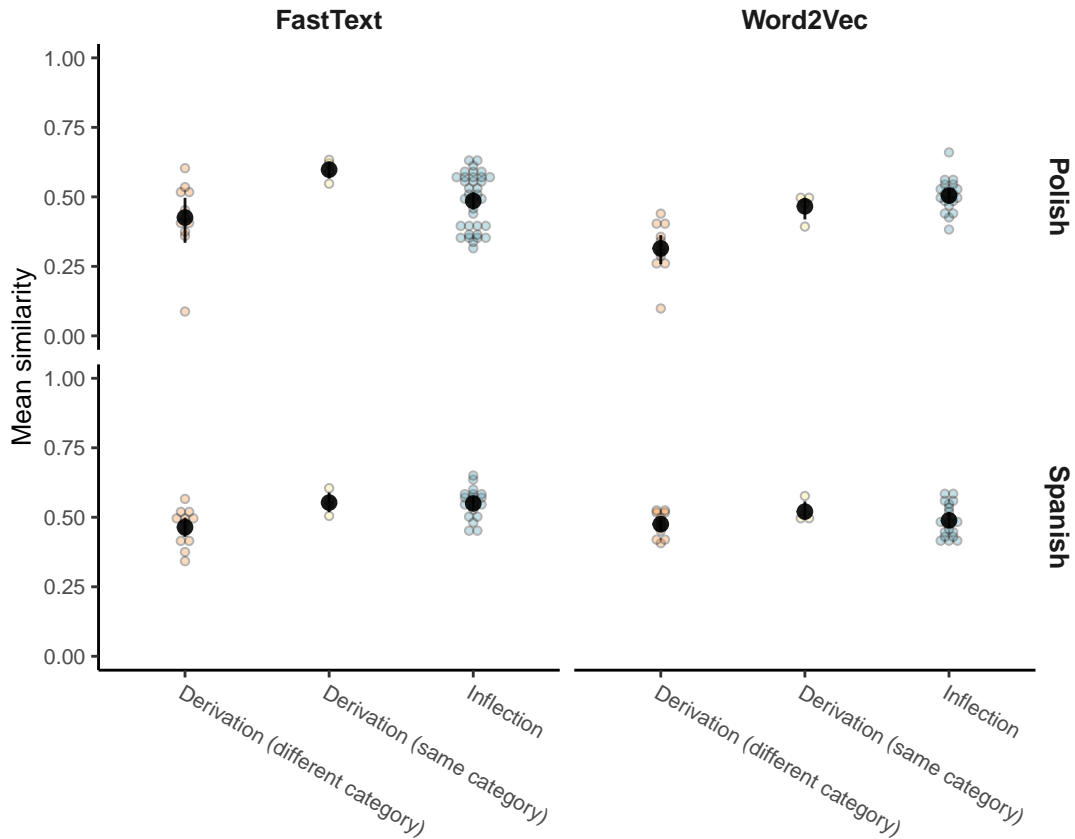 FastText
Word2Vec
Mean similarity
1.00
0.75
0.50
0.25
0.00
Polish
1.00
0.75
0.50
0.25
0.00
Spanish
Derivation (different category)
Derivation (same category)
Inflection
Derivation (different category)
Derivation (same category)
Inflection